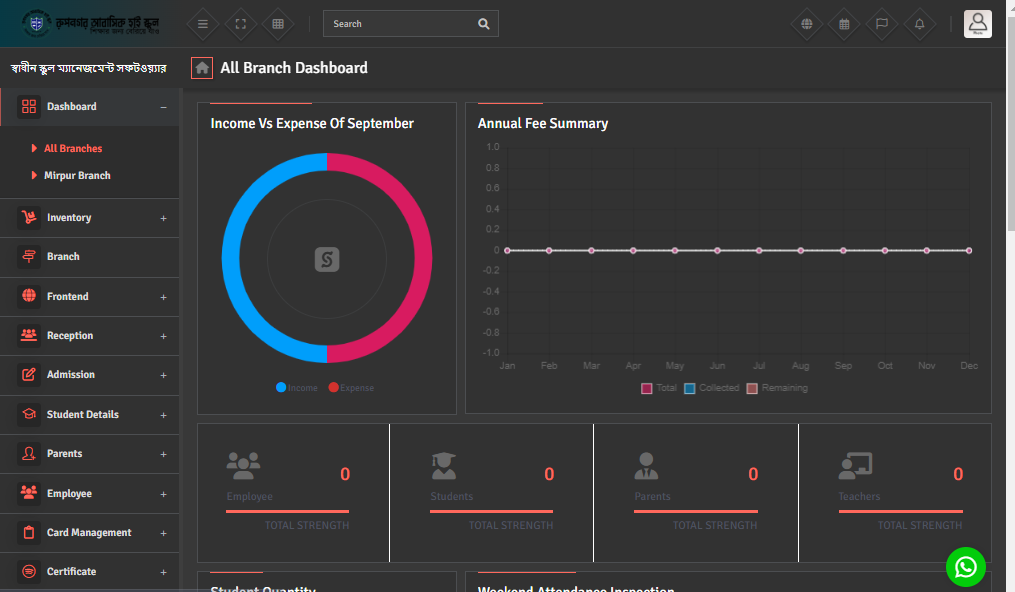 রূপনগর আবাসিক হাই স্কুল
Search
স্বাধীন স্কুল ম্যানেজমেন্ট সফটওয়্যার
All Branch Dashboard
Dashboard
All Branches
Mirpur Branch
Inventory
Branch
Frontend
Reception
Admission
Student Details
Parents
Employee
Card Management
Certificate
Income Vs Expense Of September
Income
Expense
Annual Fee Summary
1.0
0.8
0.6
0.4
0.2
0
-0.2
-0.4
-0.6
-0.8
-1.0
Jan Feb Mar Apr May Jun Jul Aug Sep Oct Nov Dec
Total Collected Remaining
0
Employee
TOTAL STRENGTH
0
Students
TOTAL STRENGTH
0
Parents
TOTAL STRENGTH
0
Teachers
TOTAL STRENGTH
Student Quantity
Weekend Attendance Inspection